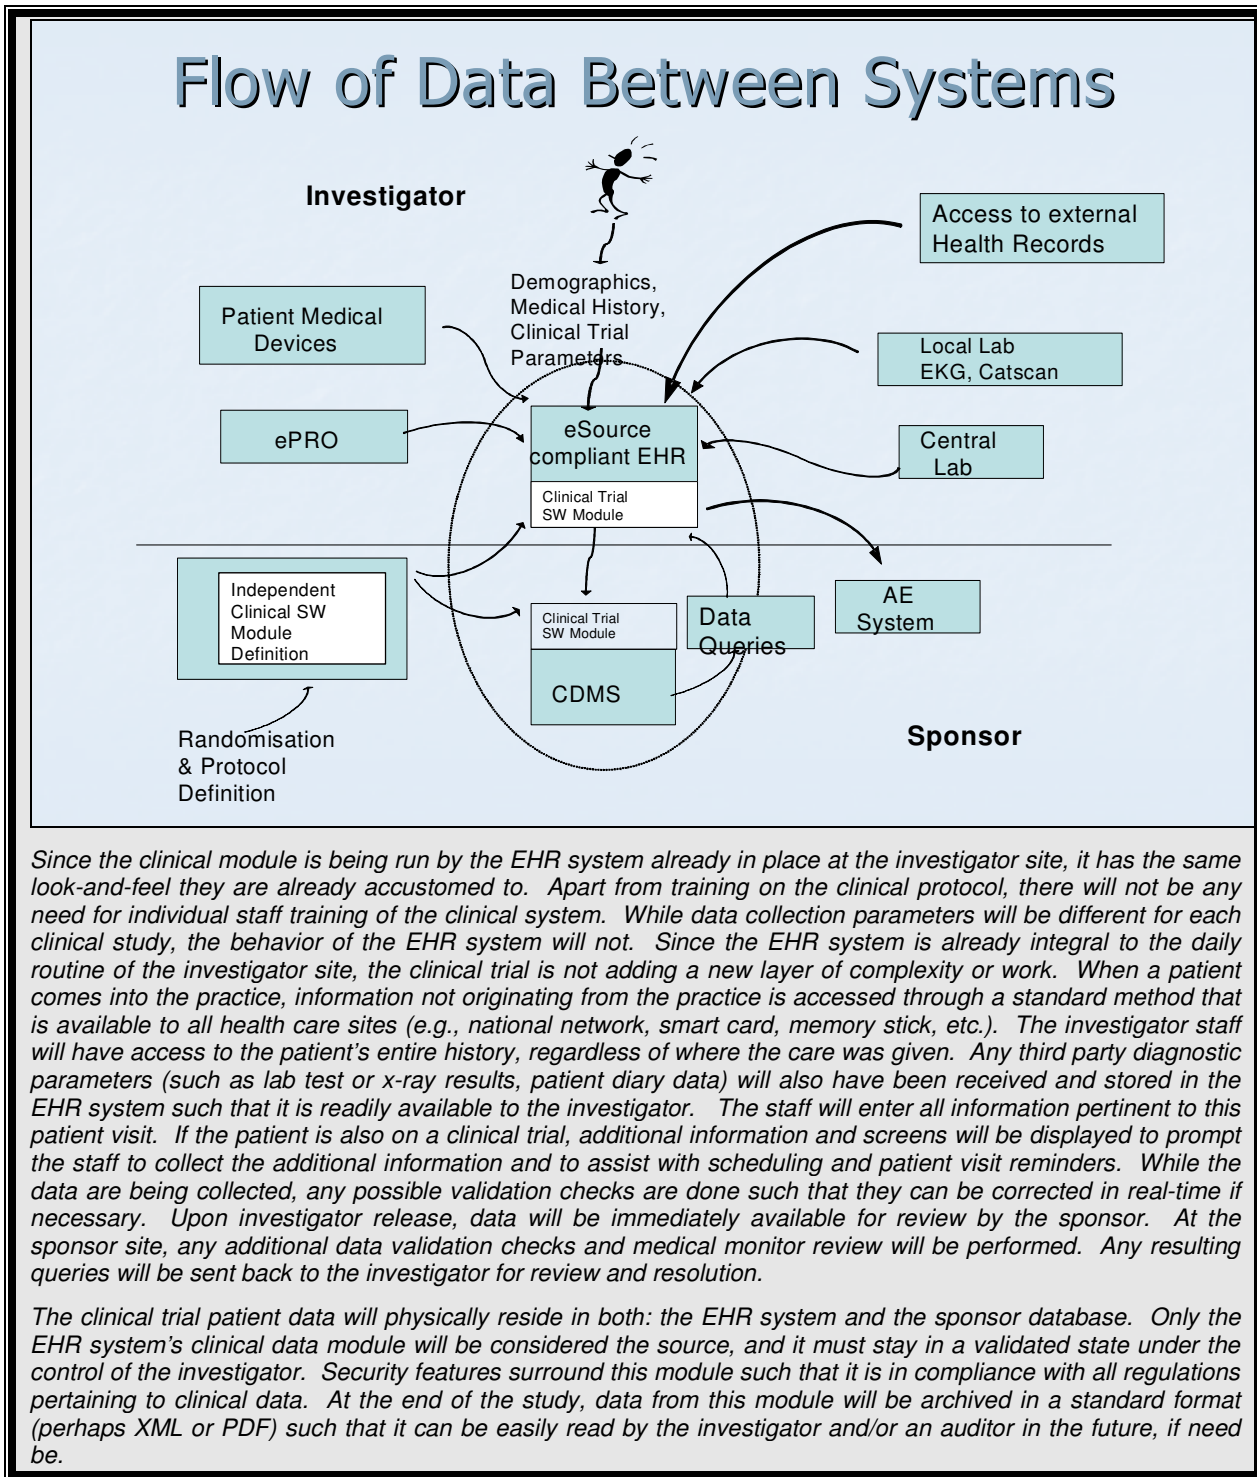 Flow of Data Between Systems
Investigator
Access to external
Health Records
Demographics,
Medical History,
Clinical Trial
Parameters
Patient Medical
Devices
Local Lab
EKG, Catscan
ePRO
eSource
compliant EHR
Central
Lab
Clinical Trial
SW Module
Independent
Clinical SW
Module
Definition
Clinical Trial
SW Module
Data
Queries
AE
System
CDMS
Randomisation
& Protocol
Definition
Sponsor
Since the clinical module is being run by the EHR system already in place at the investigator site, it has the same
look-and-feel they are already accustomed to. Apart from training on the clinical protocol, there will not be any
need for individual staff training of the clinical system. While data collection parameters will be different for each
clinical study, the behavior of the EHR system will not. Since the EHR system is already integral to the daily
routine of the investigator site, the clinical trial is not adding a new layer of complexity or work. When a patient
comes into the practice, information not originating from the practice is accessed through a standard method that
is available to all health care sites (e.g., national network, smart card, memory stick, etc.). The investigator staff
will have access to the patient's entire history, regardless of where the care was given. Any third party diagnostic
parameters (such as lab test or x-ray results, patient diary data) will also have been received and stored in the
EHR system such that it is readily available to the investigator. The staff will enter all information pertinent to this
patient visit. If the patient is also on a clinical trial, additional information and screens will be displayed to prompt
the staff to collect the additional information and to assist with scheduling and patient visit reminders. While the
data are being collected, any possible validation checks are done such that they can be corrected in real-time if
necessary. Upon investigator release, data will be immediately available for review by the sponsor. At the
sponsor site, any additional data validation checks and medical monitor review will be performed. Any resulting
queries will be sent back to the investigator for review and resolution.
The clinical trial patient data will physically reside in both: the EHR system and the sponsor database. Only the
EHR system's clinical data module will be considered the source, and it must stay in a validated state under the
control of the investigator. Security features surround this module such that it is in compliance with all regulations
pertaining to clinical data. At the end of the study, data from this module will be archived in a standard format
(perhaps XML or PDF) such that it can be easily read by the investigator and/or an auditor in the future, if need
be.